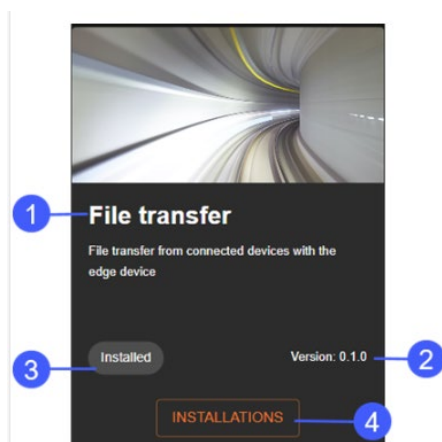 1
File transfer
File transfer from connected devices with the
edge device
Installed
Version: 0.1.0
2
3
INSTALLATIONS
4